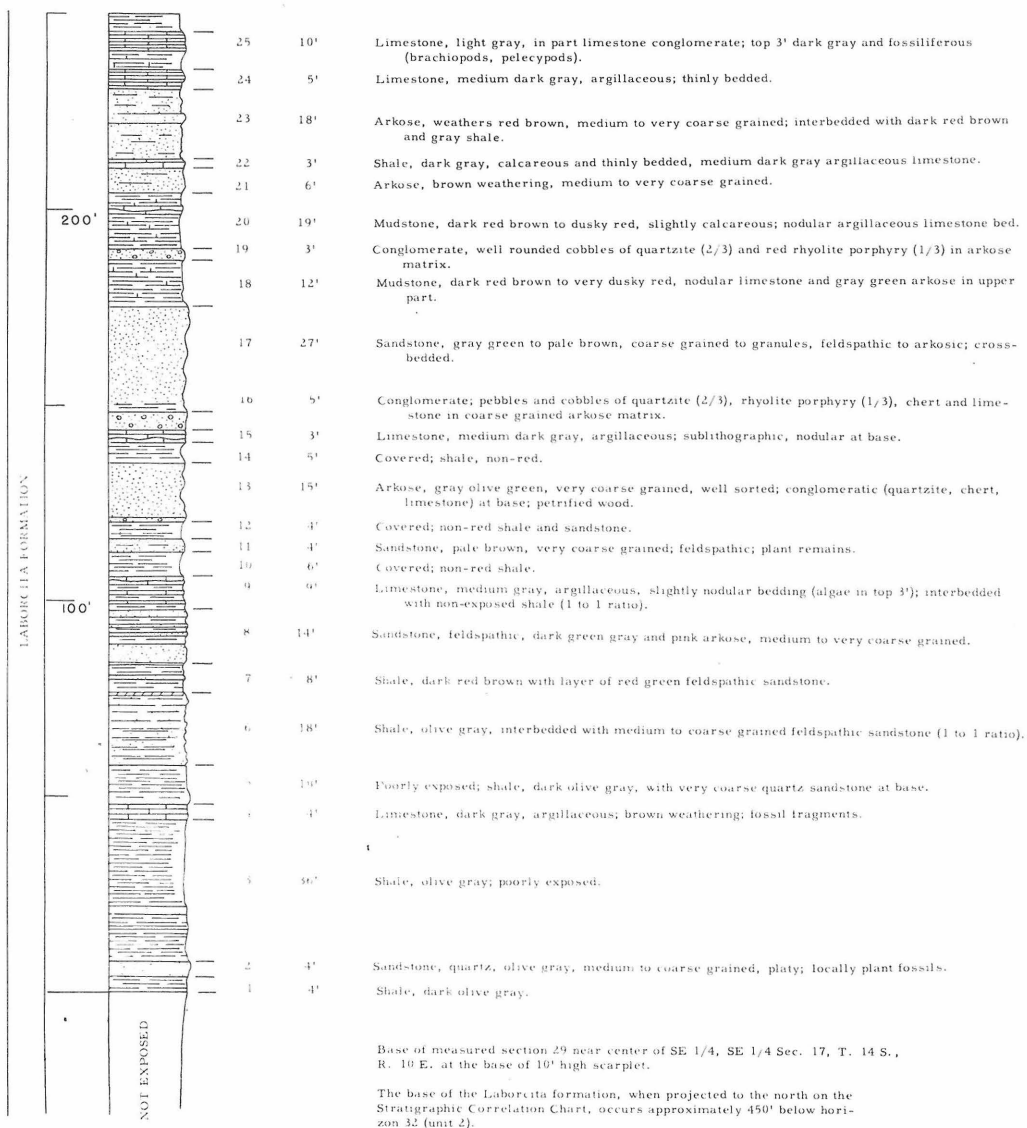 25 10' Limestone, light gray, in part limestone conglomerate; top 3' dark gray and fossiliferous
(brachiopods, pelecypods).
24 5' Limestone, medium dark gray, argillaceous; thinly bedded.
23 18' Arkose, weathers red brown, medium to very coarse grained; interbedded with dark red brown
and gray shale.
22 3' Shale, dark gray, calcareous and thinly bedded, medium dark gray argillaceous limestone.
21 6' Arkose, brown weathering, medium to very coarse grained.
200'
20 19' Mudstone, dark red brown to dusky red, slightly calcareous; nodular argillaceous limestone bed.
19 3' Conglomerate, well rounded cobbles of quartzite (2/3) and red rhyolite porphyry (1/3) in arkose
matrix.
18 12' Mudstone, dark red brown to very dusky red, nodular limestone and gray green arkose in upper
part.
17 27' Sandstone, gray green to pale brown, coarse grained to granules, feldspathic to arkosic; cross-
bedded.
16 5' Conglomerate; pebbles and cobbles of quartzite (2/3), rhyolite porphyry (1/3), chert and lime-
stone in coarse grained arkose matrix.
15 3' Limestone, medium dark gray, argillaceous; sublithographic, nodular at base.
14 5' Covered; shale, non-red.
13 15' Arkose, gray olive green, very coarse grained, well sorted; conglomeratic (quartzite, chert,
limestone) at base; petrified wood.
12 4' Covered; non-red shale and sandstone.
11 4' Sandstone, pale brown, very coarse grained; feldspathic; plant remains.
10 6' Covered; non-red shale.
9 9' Limestone, medium gray, argillaceous, slightly nodular bedding (algae in top 3'); interbedded
with non-exposed shale (1 to 1 ratio).
100'
8 14' Sandstone, feldspathic, dark green gray and pink arkose, medium to very coarse grained.
7 8' Shale, dark red brown with layer of red green feldspathic sandstone.
6 18' Shale, olive gray, interbedded with medium to coarse grained feldspathic sandstone (1 to 1 ratio).
Poorly exposed; shale, dark olive gray, with very coarse quartz sandstone at base.
4' Limestone, dark gray, argillaceous; brown weathering; fossil fragments.
36' Shale, olive gray; poorly exposed.
2 4' Sandstone, quartz, olive gray, medium to coarse grained, platy; locally plant fossils.
1 4' Shale, dark olive gray.
LABORCITA FORMATION
NOT EXPOSED
Base of measured section 29 near center of SE 1/4, SE 1/4 Sec. 17, T. 14 S.,
R. 10 E. at the base of 10' high scarplet.
The base of the Laborcita formation, when projected to the north on the
Stratigraphic Correlation Chart, occurs approximately 450' below hori-
zon 32 (unit 2).